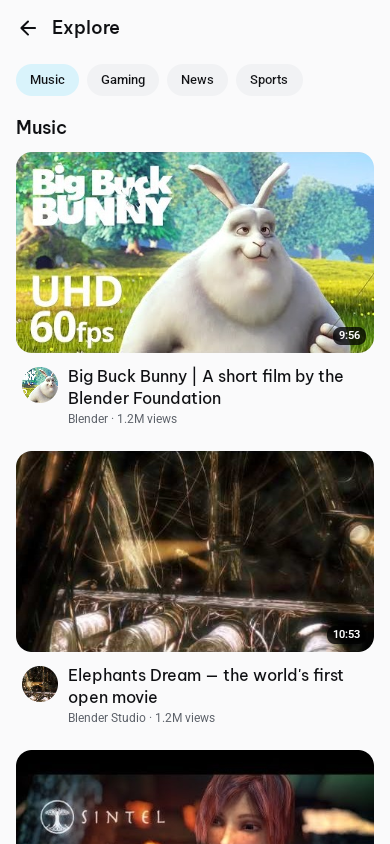 Explore
Music
Gaming
News
Sports
Music
Big Buck
BUNNY
UHD
60fps
9:56
Big Buck Bunny | A short film by the
Blender Foundation
Blender · 1.2M views
10:53
Elephants Dream — the world's first
open movie
Blender Studio · 1.2M views
SINTEL